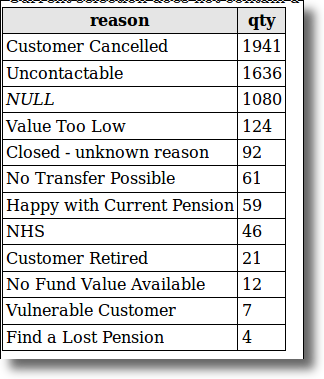 reason qty
Customer Cancelled 1941
Uncontactable 1636
NULL 1080
Value Too Low 124
Closed - unknown reason 92
No Transfer Possible 61
Happy with Current Pension 59
NHS 46
Customer Retired 21
No Fund Value Available 12
Vulnerable Customer 7
Find a Lost Pension 4